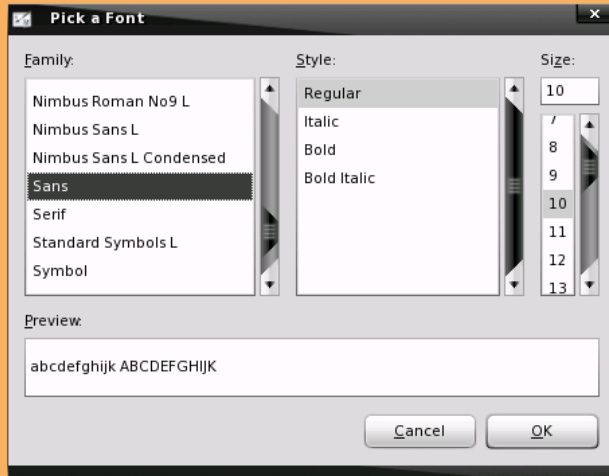 Pick a Font
Family:
Style:
Size:
Nimbus Roman No9 L
Nimbus Sans L
Nimbus Sans L Condensed
Sans
Serif
Standard Symbols L
Symbol
Regular
Italic
Bold
Bold Italic
10
7
8
9
10
11
12
13
Preview:
abcdefghijk ABCDEFGHIJK
Cancel
OK